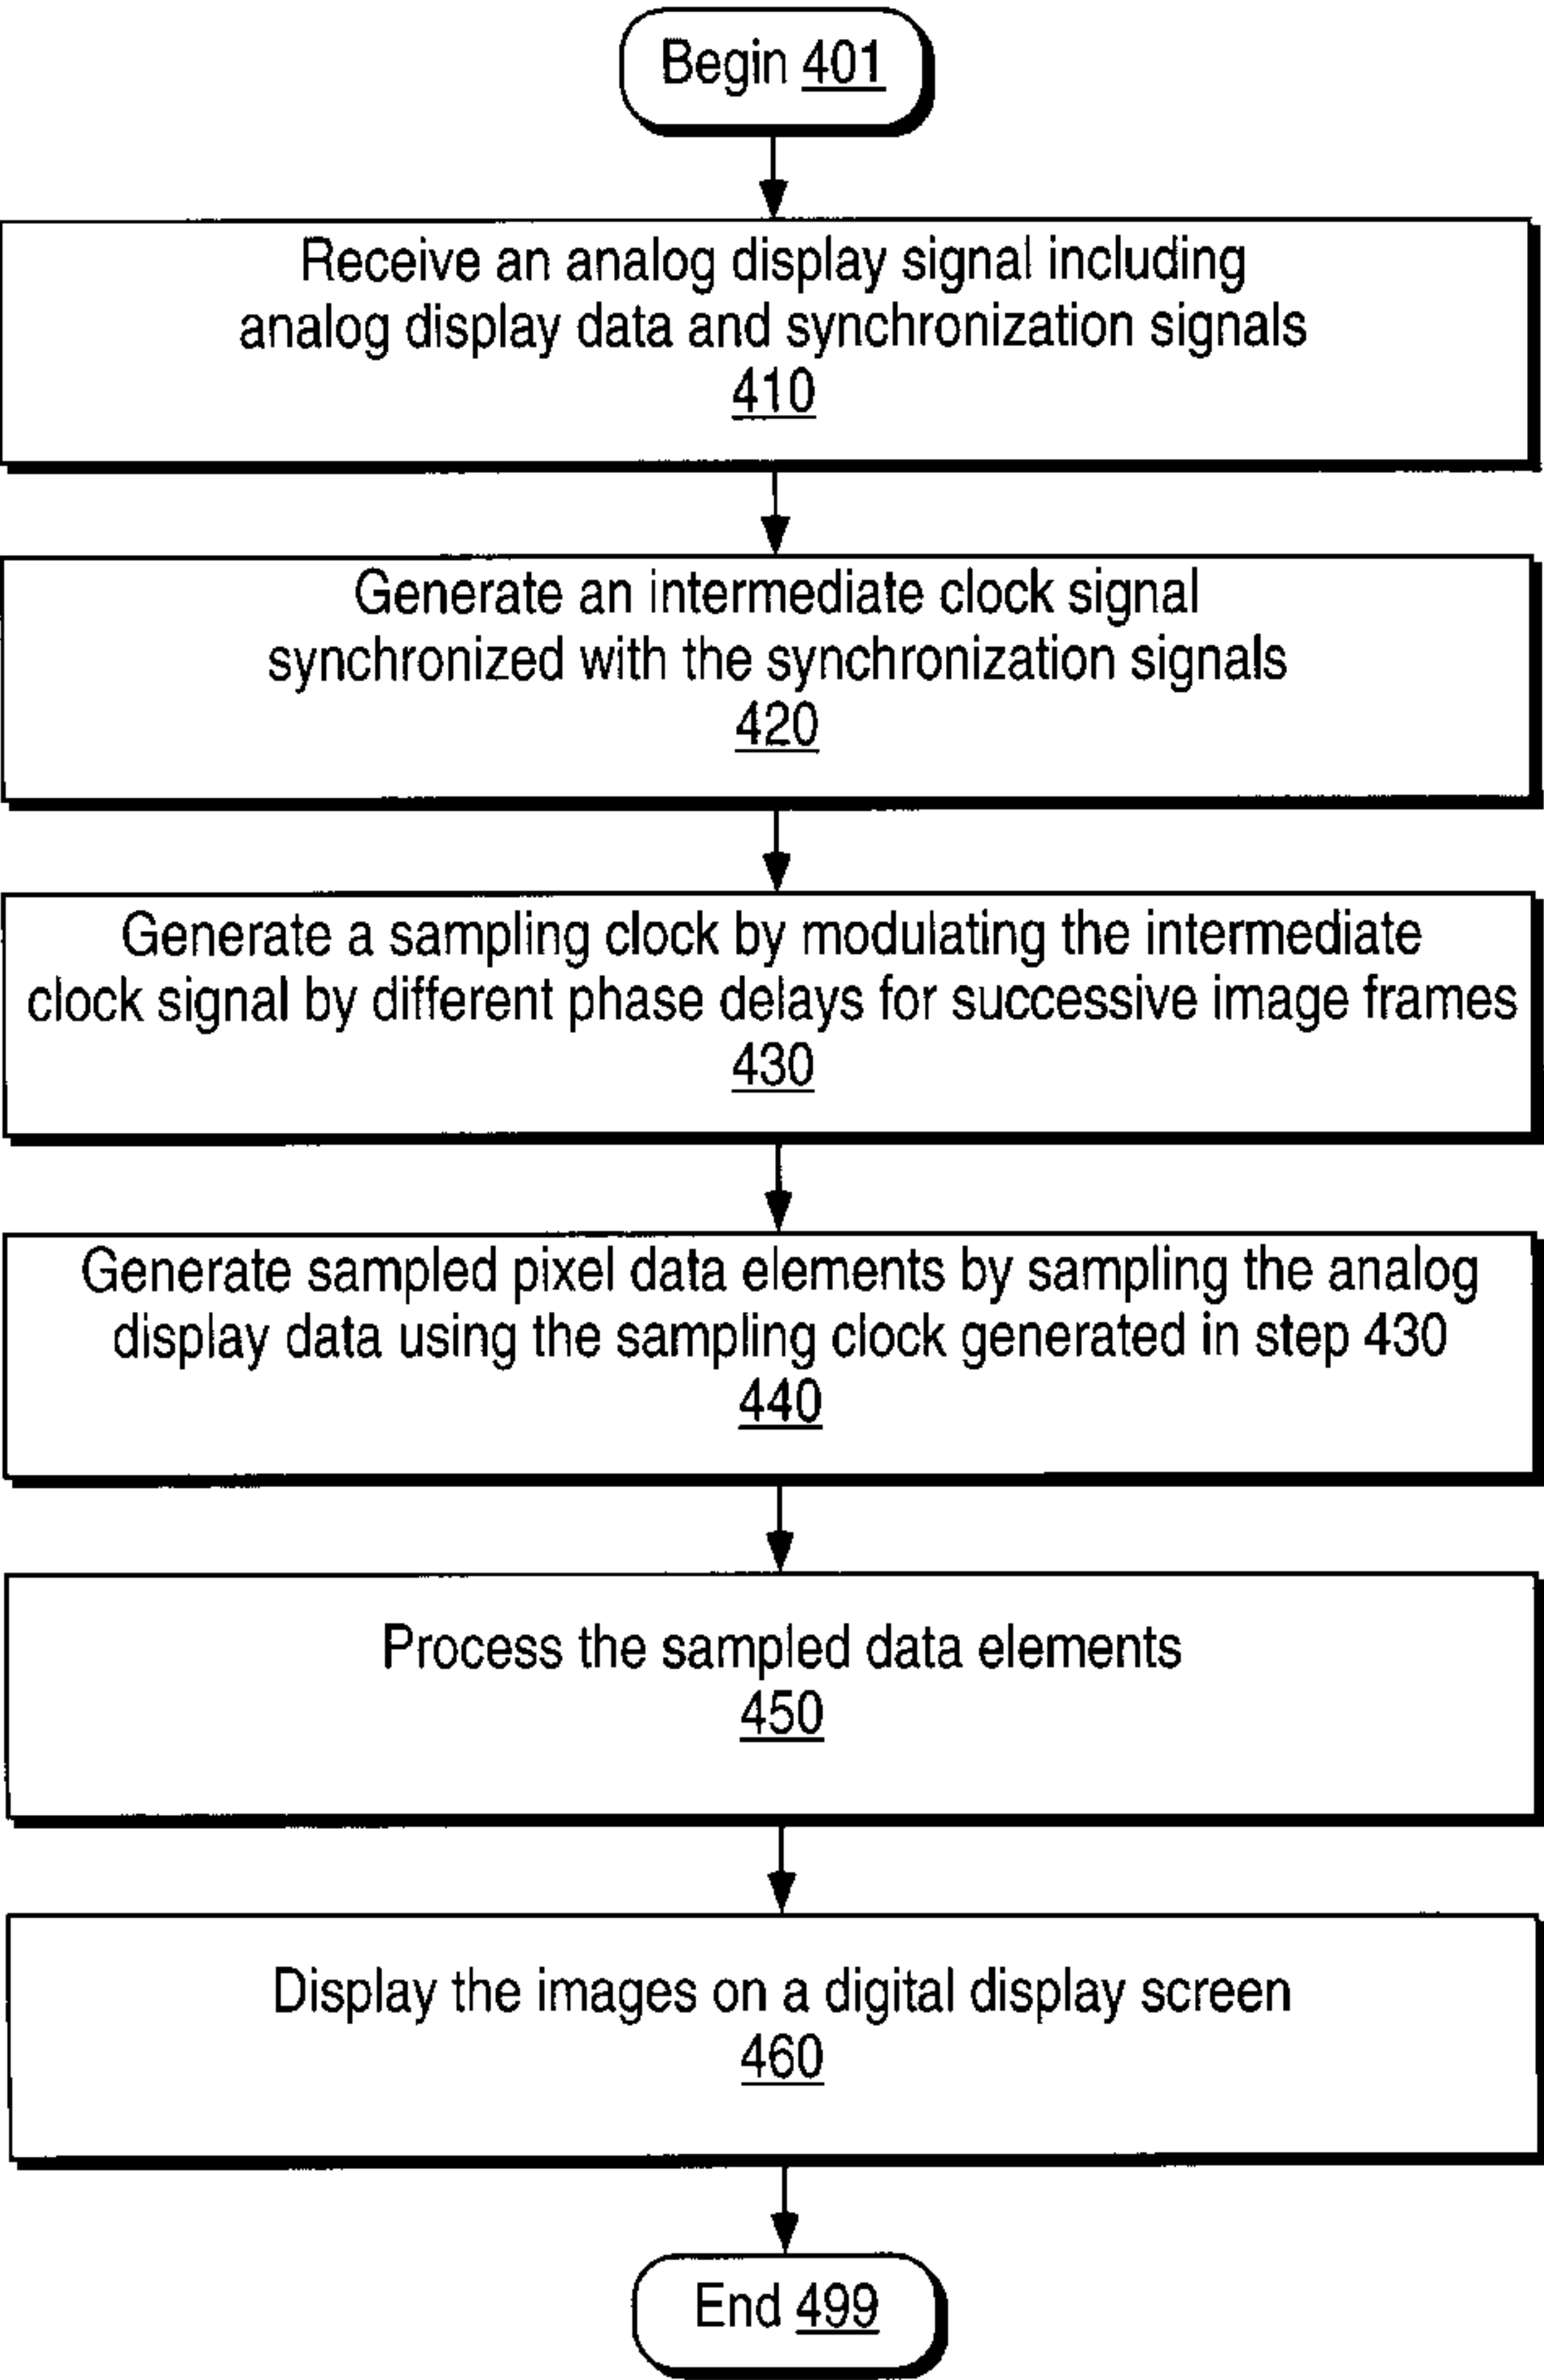 Begin 401
Receive an analog display signal including
analog display data and synchronization signals
410
Generate an intermediate clock signal
synchronized with the synchronization signals
420
Generate a sampling clock by modulating the intermediate
clock signal by different phase delays for successive image frames
430
Generate sampled pixel data elements by sampling the analog
display data using the sampling clock generated in step 430
440
Process the sampled data elements
450
Display the images on a digital display screen
460
End 499